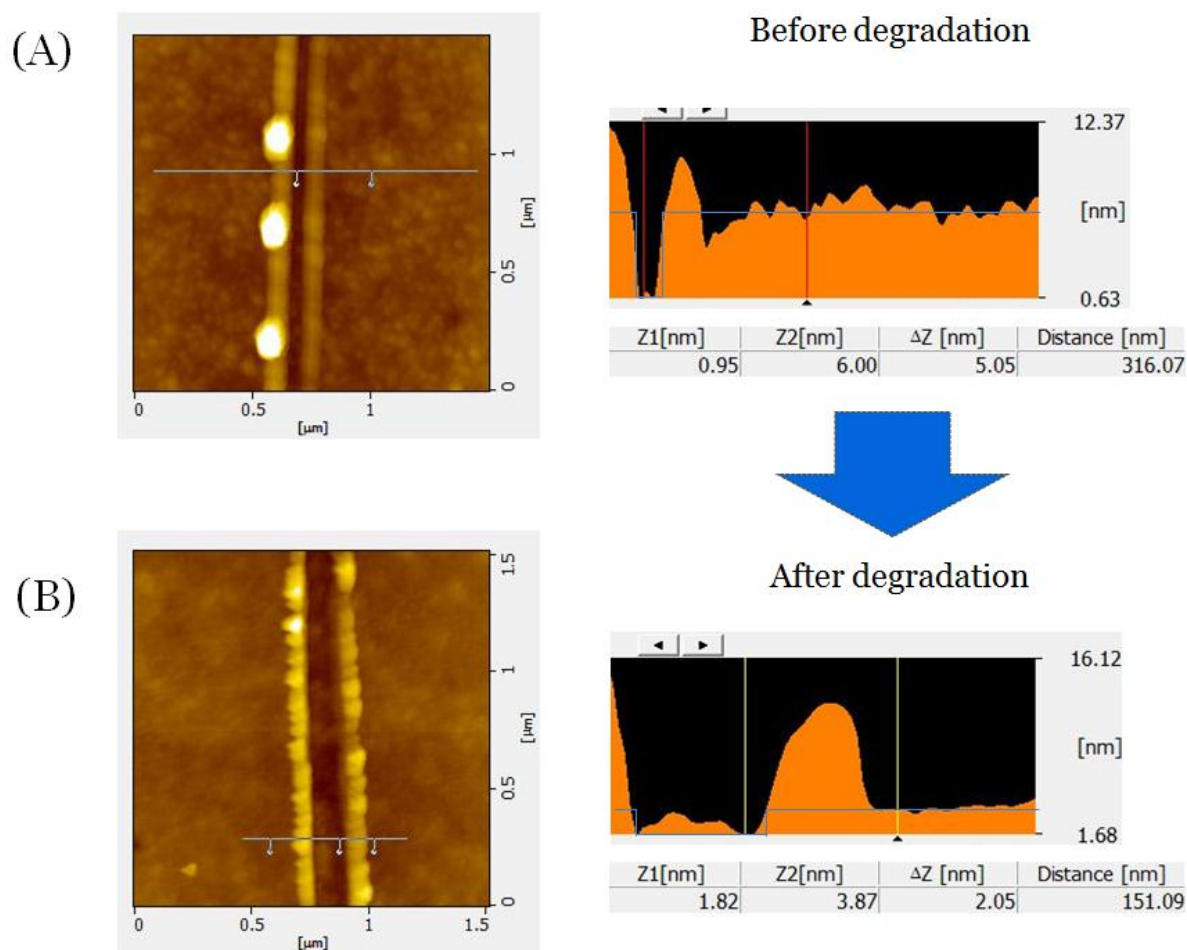 (A)
Before degradation
12.37
[nm]
0.63
1
0.5
0
[μm]
0 0.5 1
[μm]
Z1[nm] Z2[nm] ΔZ [nm] Distance [nm]
0.95 6.00 5.05 316.07
(B)
After degradation
16.12
[nm]
1.68
1.5
1
0.5
0
[μm]
0 0.5 1 1.5
[μm]
Z1[nm] Z2[nm] ΔZ [nm] Distance [nm]
1.82 3.87 2.05 151.09